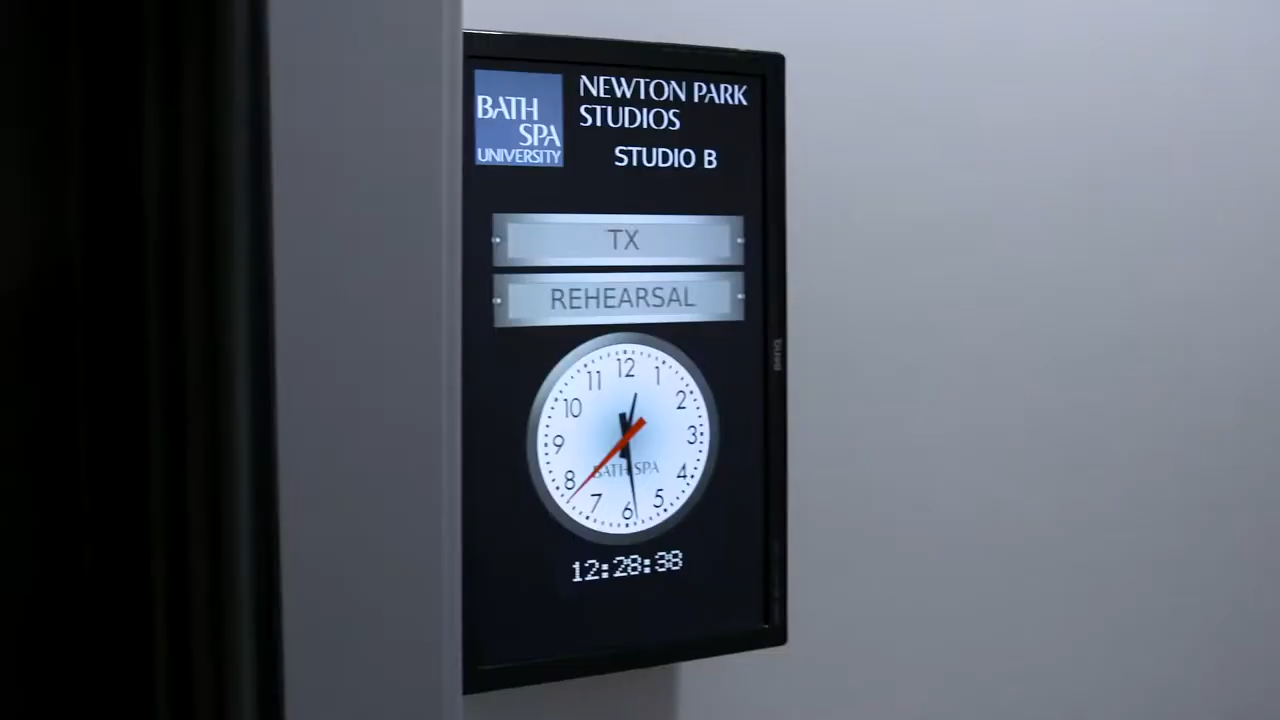 BATH
SPA
UNIVERSITY
NEWTON PARK
STUDIOS
STUDIO B
TX
REHEARSAL
12
1
2
3
4
5
6
7
8
9
10
11
BATH SPA
12:28:38
BenQ